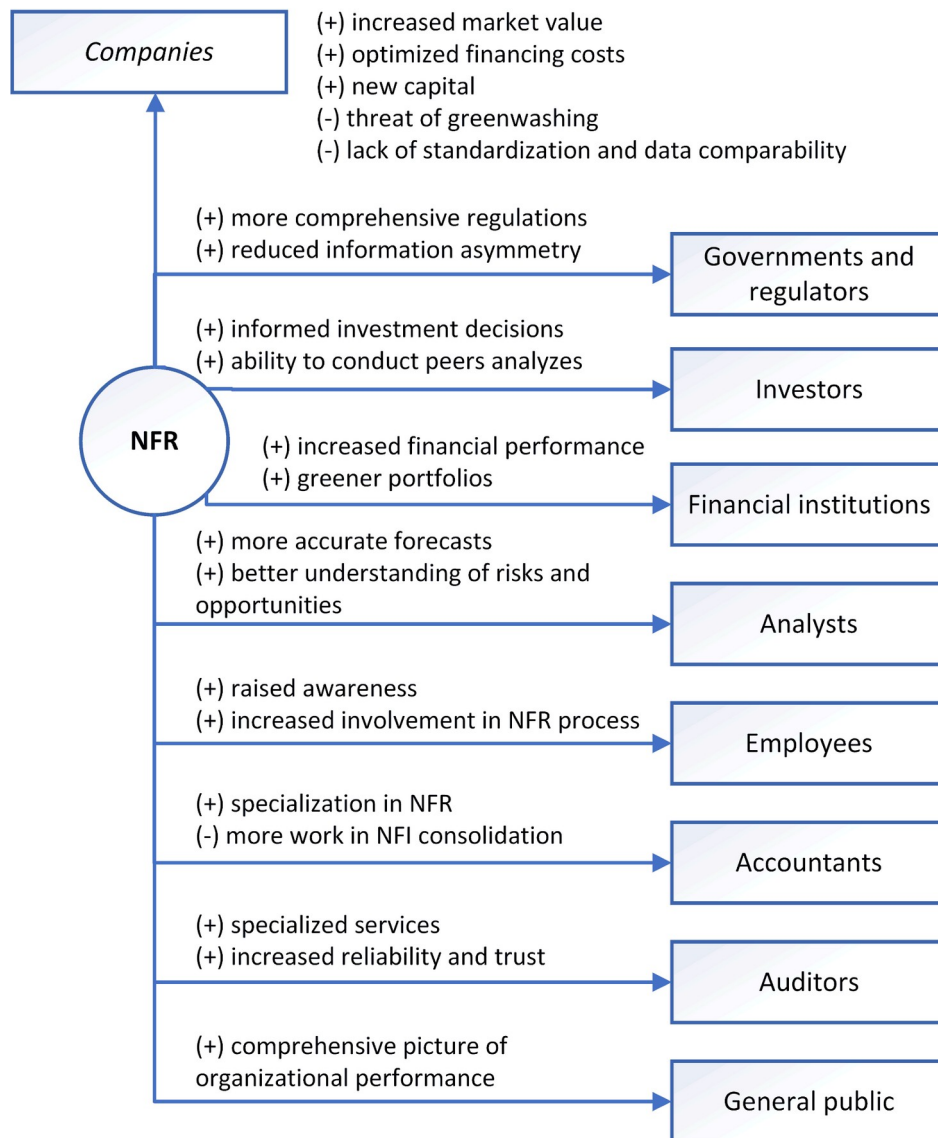 Companies
(+) increased market value
(+) optimized financing costs
(+) new capital
(-) threat of greenwashing
(-) lack of standardization and data comparability
(+) more comprehensive regulations
(+) reduced information asymmetry
Governments and
regulators
(+) informed investment decisions
(+) ability to conduct peers analyzes
Investors
NFR
(+) increased financial performance
(+) greener portfolios
Financial institutions
(+) more accurate forecasts
(+) better understanding of risks and
opportunities
Analysts
(+) raised awareness
(+) increased involvement in NFR process
Employees
(+) specialization in NFR
(-) more work in NFI consolidation
Accountants
(+) specialized services
(+) increased reliability and trust
Auditors
(+) comprehensive picture of
organizational performance
General public